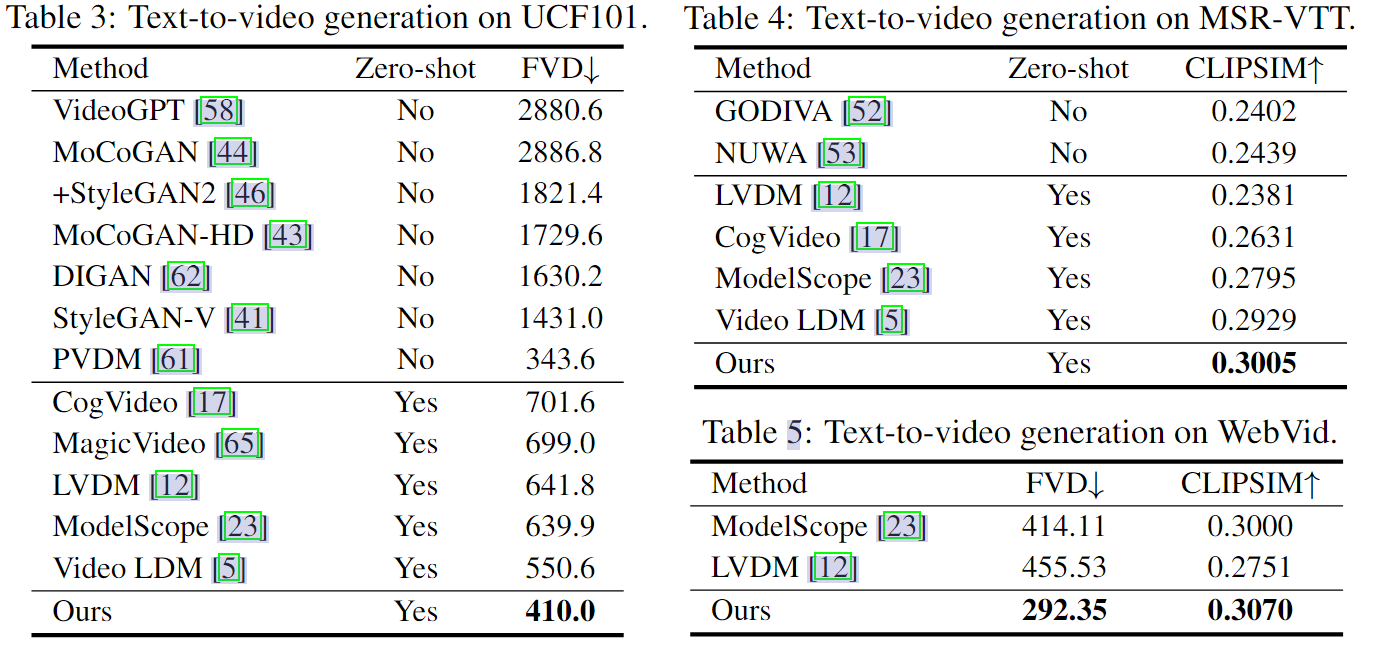 Table 3: Text-to-video generation on UCF101.
Method Zero-shot FVD↓
VideoGPT [58] No 2880.6
MoCoGAN [44] No 2886.8
+StyleGAN2 [46] No 1821.4
MoCoGAN-HD [43] No 1729.6
DIGAN [62] No 1630.2
StyleGAN-V [41] No 1431.0
PVDM [61] No 343.6
CogVideo [17] Yes 701.6
MagicVideo [65] Yes 699.0
LVDM [12] Yes 641.8
ModelScope [23] Yes 639.9
Video LDM [5] Yes 550.6
Ours Yes 410.0
Table 4: Text-to-video generation on MSR-VTT.
Method Zero-shot CLIPSIM↑
GODIVA [52] No 0.2402
NUWA [53] No 0.2439
LVDM [12] Yes 0.2381
CogVideo [17] Yes 0.2631
ModelScope [23] Yes 0.2795
Video LDM [5] Yes 0.2929
Ours Yes 0.3005
Table 5: Text-to-video generation on WebVid.
Method FVD↓ CLIPSIM↑
ModelScope [23] 414.11 0.3000
LVDM [12] 455.53 0.2751
Ours 292.35 0.3070